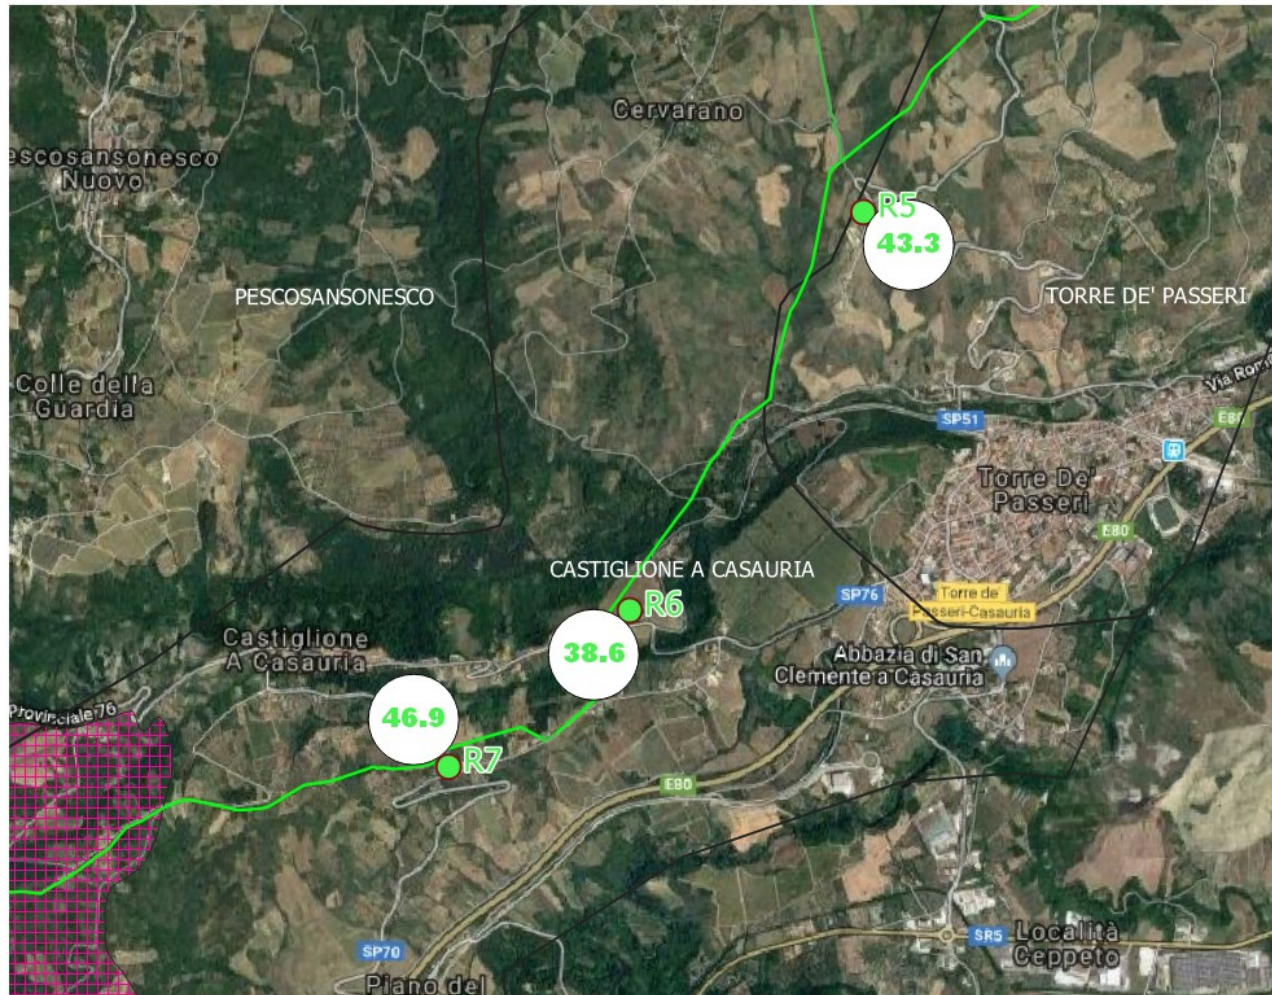 Cervarano
escosansonesco
Nuovo
R5
43.3
PESCOSANSONESCO
TORRE DE' PASSERI
Colle della
Guardia
Via Rom
SP51
E80
Torre De'
Passeri
E80
CASTIGLIONE A CASAURIA
SP76
Torre de'
Passeri-Casauria
R6
Castiglione
A Casauria
38.6
Abbazia di San
Clemente a Casauria
Provinciale 76
46.9
R7
E80
SP70
SR5
Località
Ceppeto
Piano del